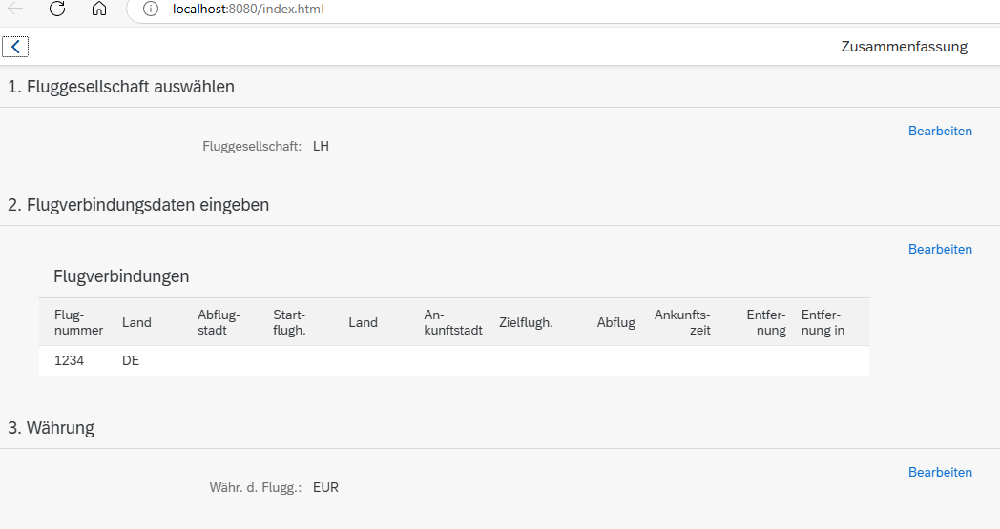 localhost:8080/index.html
Zusammenfassung
1. Fluggesellschaft auswählen
Bearbeiten
Fluggesellschaft: LH
2. Flugverbindungsdaten eingeben
Bearbeiten
Flugverbindungen
Flug-
nummer
Land
Abflug-
stadt
Start-
flugh.
Land
An-
kunftstadt
Zielflugh.
Abflug
Ankunfts-
zeit
Entfer-
nung
Entfer-
nung in
1234 DE
3. Währung
Bearbeiten
Währ. d. Flugg.: EUR